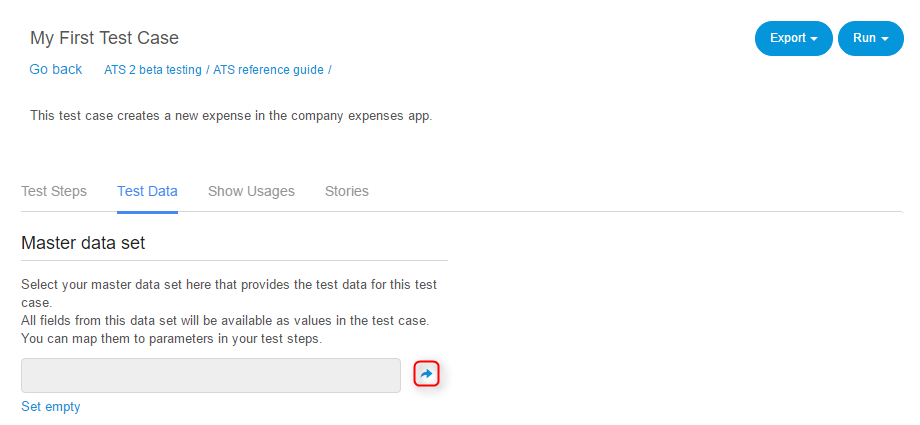 My First Test Case
Export
Run
Go back
ATS 2 beta testing / ATS reference guide /
This test case creates a new expense in the company expenses app.
Test Steps
Test Data
Show Usages
Stories
Master data set
Select your master data set here that provides the test data for this test
case.
All fields from this data set will be available as values in the test case.
You can map them to parameters in your test steps.
Set empty